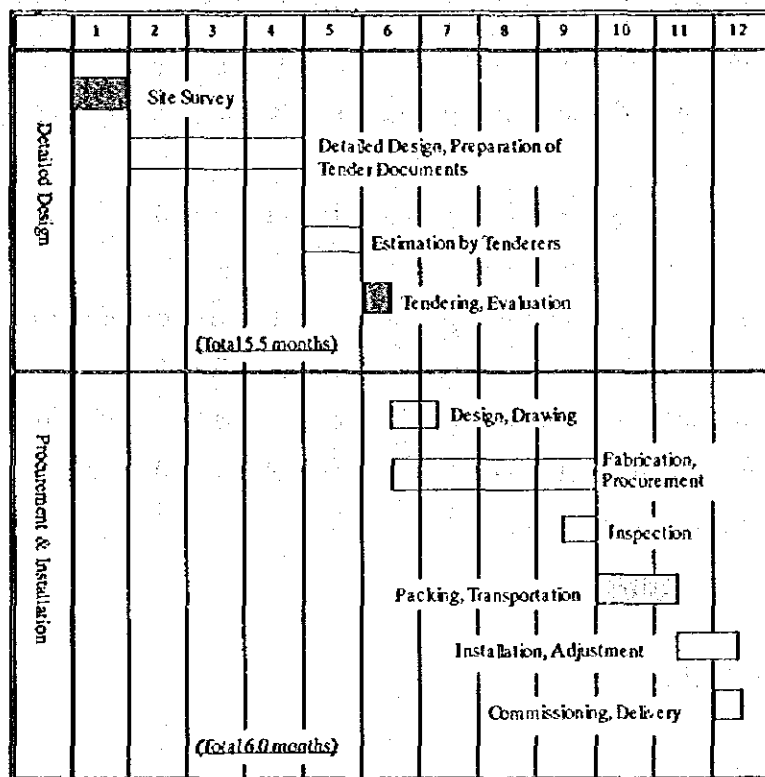 1 2 3 4 5 6 7 8 9 10 11 12
Detailed Design
Site Survey
Detailed Design, Preparation of
Tender Documents
Estimation by Tenderers
Tendering, Evaluation
(Total 5.5 months)
Procurement & Installation
Design, Drawing
Fabrication,
Procurement
Inspection
Packing, Transportation
Installation, Adjustment
Commissioning, Delivery
(Total 6.0 months)